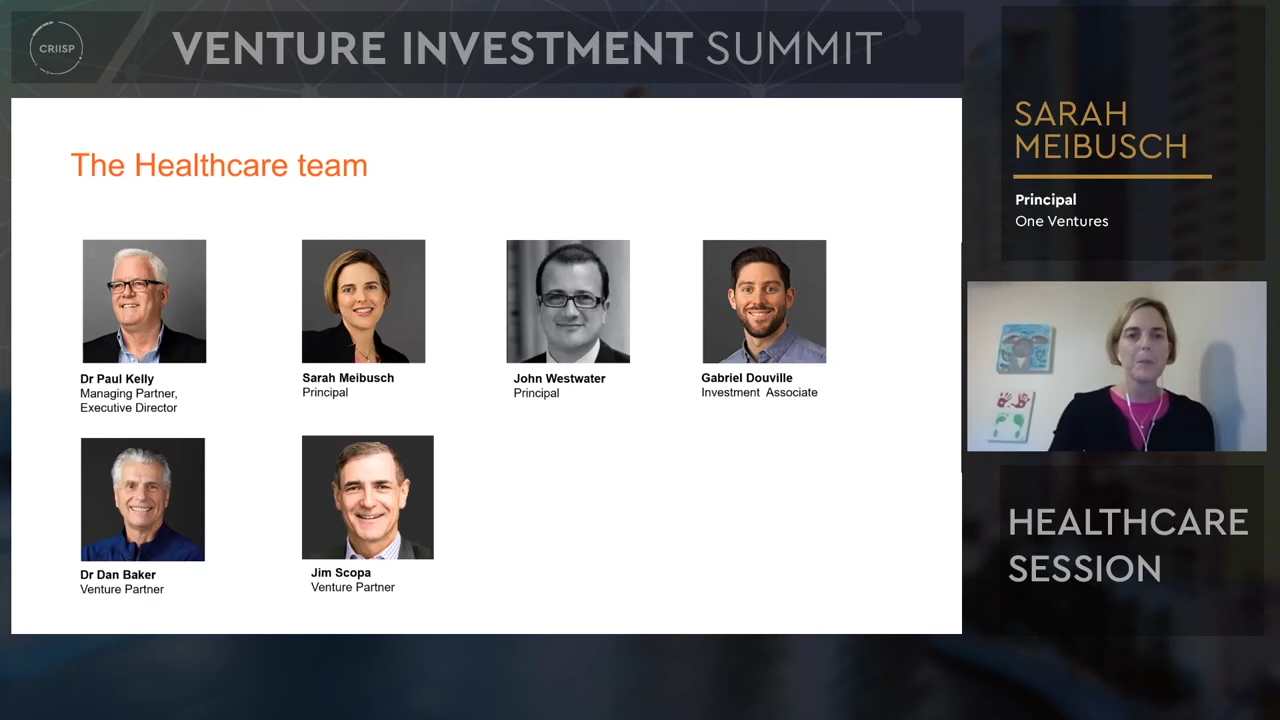 CRIISP
VENTURE INVESTMENT SUMMIT
The Healthcare team
Dr Paul Kelly
Managing Partner,
Executive Director
Sarah Meibusch
Principal
John Westwater
Principal
Gabriel Douville
Investment Associate
Dr Dan Baker
Venture Partner
Jim Scopa
Venture Partner
SARAH
MEIBUSCH
Principal
One Ventures
HEALTHCARE
SESSION